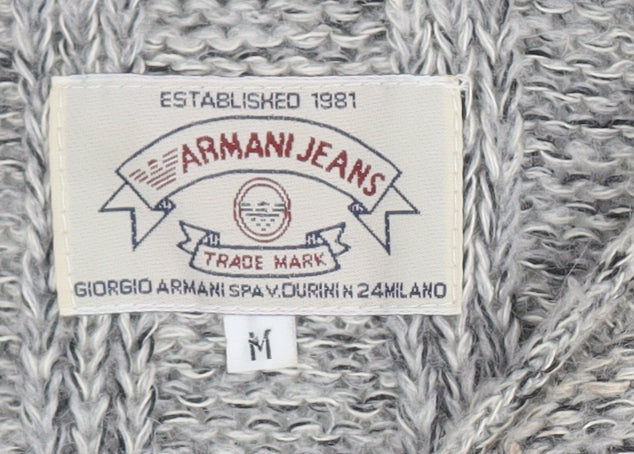 ESTABLISHED 1981
ARMANI JEANS
TRADE MARK
GIORGIO ARMANI SPA V. DURINI N 24 MILANO
M